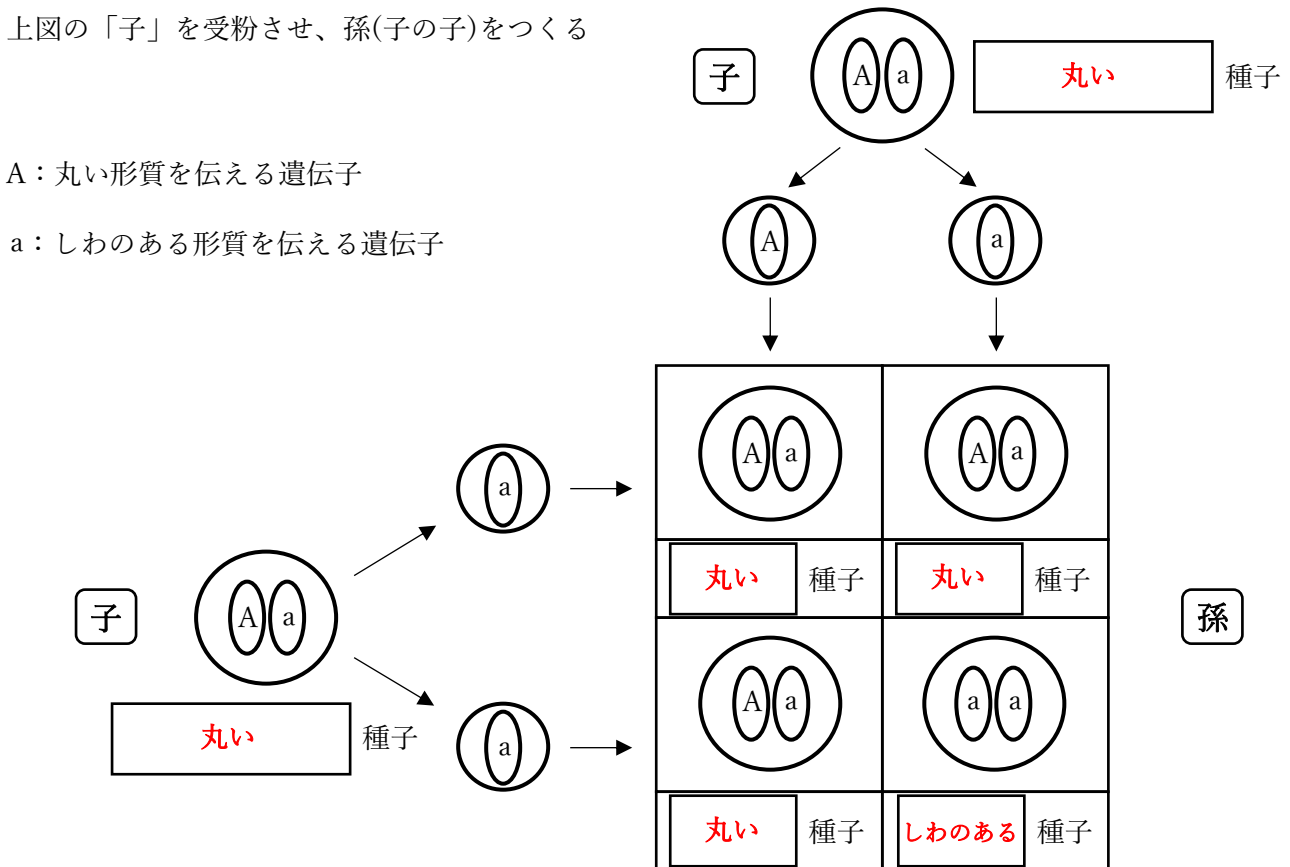 上図の「子」を受粉させ、孫(子の子)をつくる
子 A a 丸い 種子
A：丸い形質を伝える遺伝子
a：しわのある形質を伝える遺伝子
A a
a A a A a
丸い 種子 丸い 種子
子 A a 孫
a A a a a
丸い 種子
丸い 種子 しわのある 種子